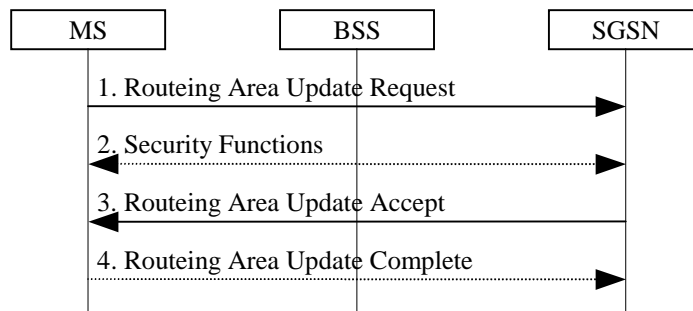 MS
BSS
SGSN
1. Routeing Area Update Request
2. Security Functions
3. Routeing Area Update Accept
4. Routeing Area Update Complete